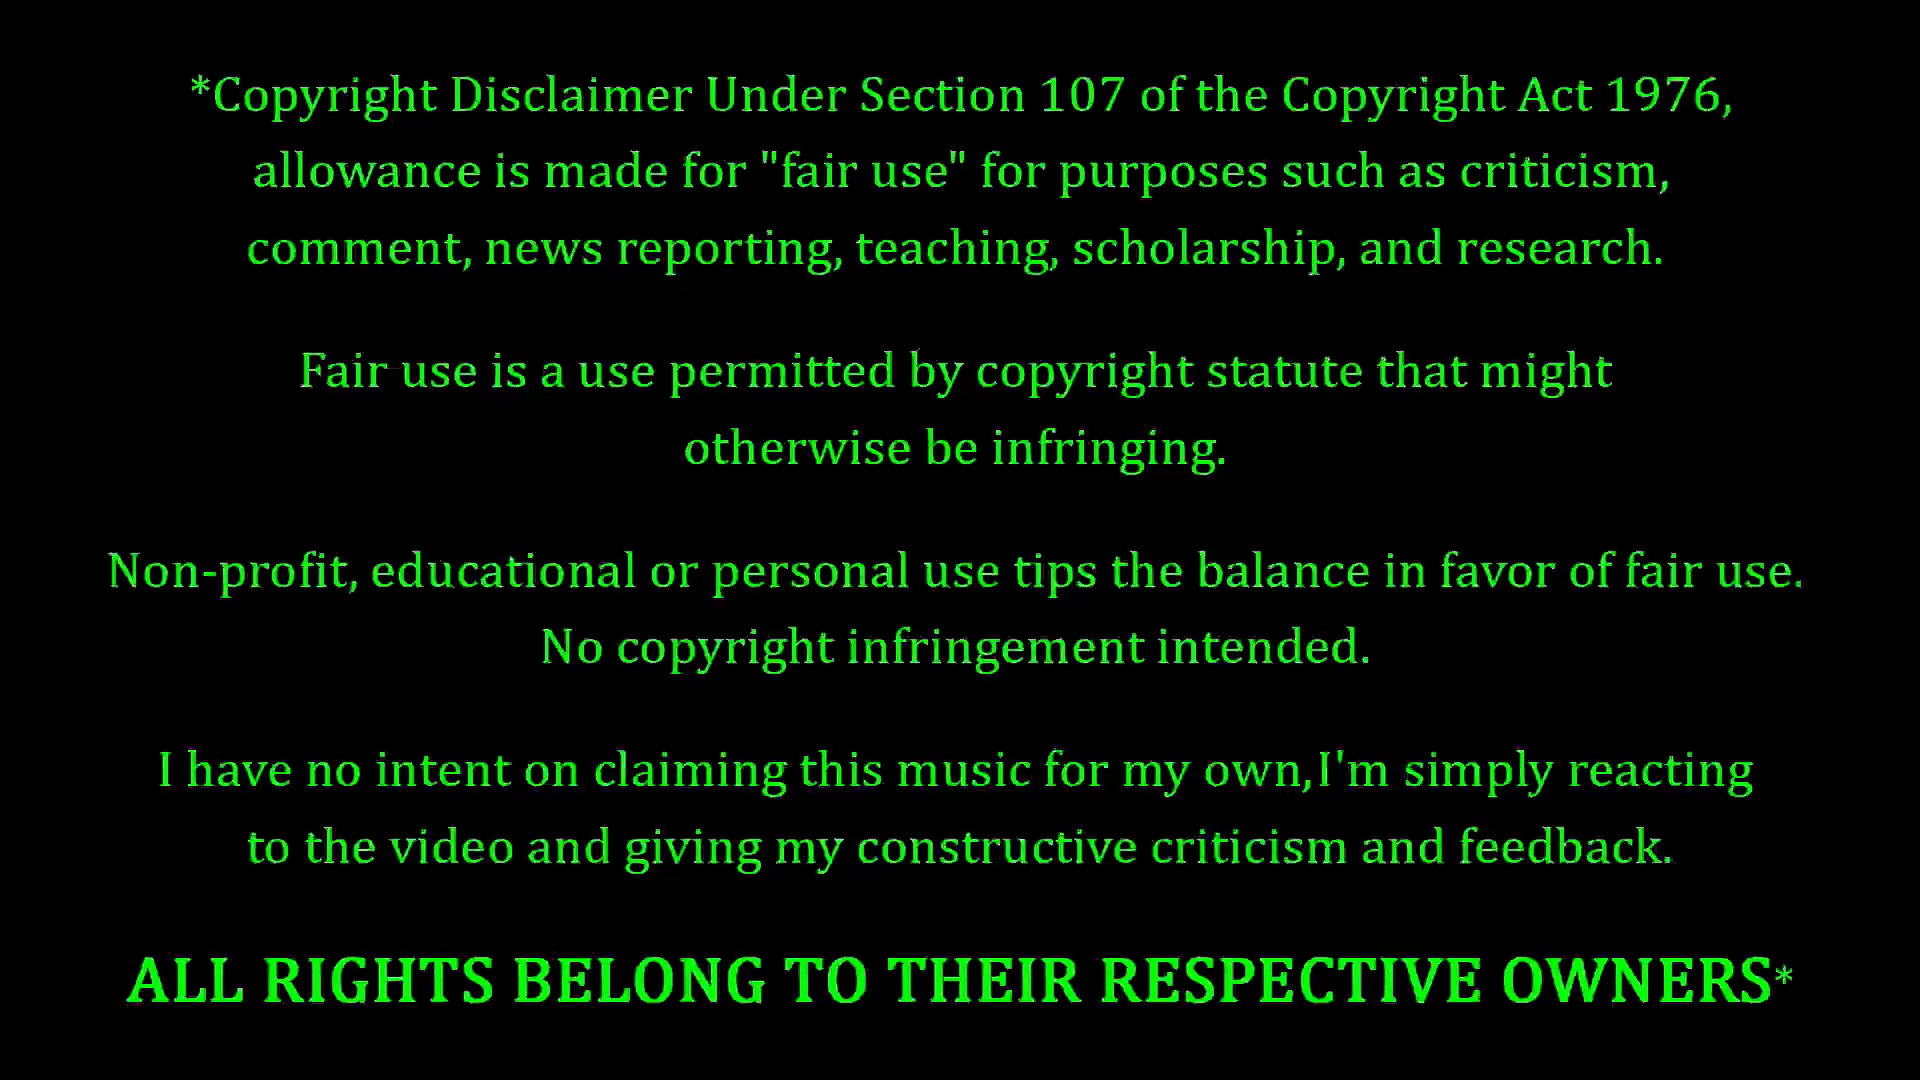 *Copyright Disclaimer Under Section 107 of the Copyright Act 1976,
allowance is made for "fair use" for purposes such as criticism,
comment, news reporting, teaching, scholarship, and research.
Fair use is a use permitted by copyright statute that might
otherwise be infringing.
Non-profit, educational or personal use tips the balance in favor of fair use.
No copyright infringement intended.
I have no intent on claiming this music for my own,I'm simply reacting
to the video and giving my constructive criticism and feedback.
ALL RIGHTS BELONG TO THEIR RESPECTIVE OWNERS*